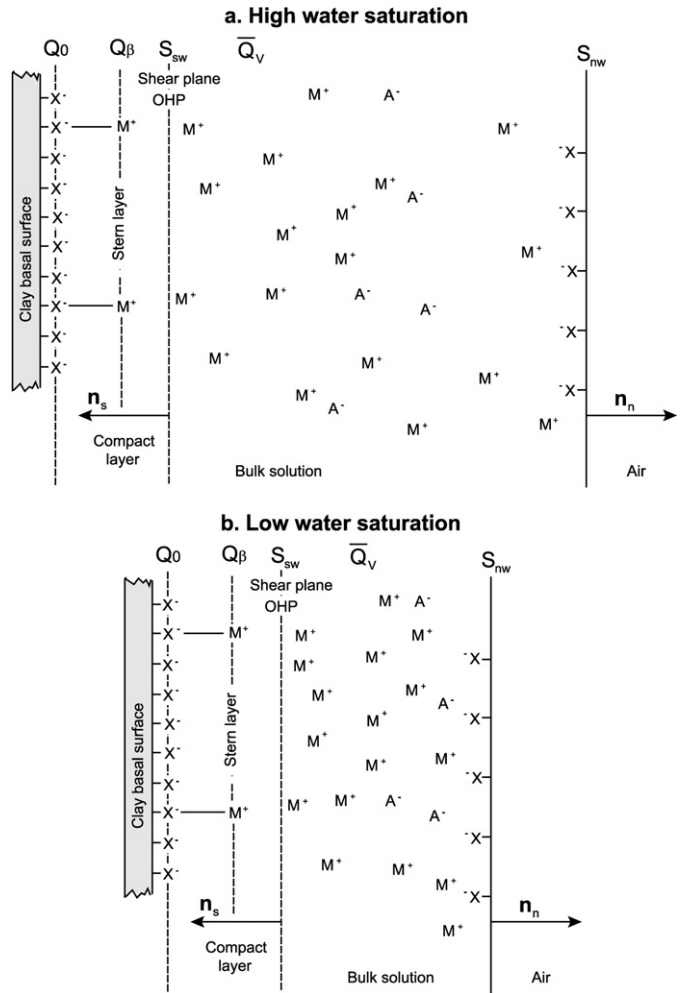 a. High water saturation
Q0 Qβ Ssw Q̅V Snw
Shear plane
OHP
Clay basal surface
Stern layer
X- X- X- X- X- X- X- X- X- X-
M+ M+
M+ A-
M+ M+
M+
M+ M+ A-
M+
M+
M+ M+
M+ M+ A- A-
M+ M+
M+
M+ A-
M+ M+
-X
-X
-X
-X
-X
ns nn
Compact
layer
Bulk solution Air
b. Low water saturation
Q0 Qβ Ssw Q̅V Snw
Shear plane
OHP
Clay basal surface
Stern layer
X- X- X- X- X- X- X- X- X- X-
M+ M+
M+ A-
M+ M+
M+ M+
M+ M+ A-
M+
M+ M+
M+
M+ M+ A- A-
M+ M+
M+
M+
-X
-X
-X
-X
-X
ns nn
Compact
layer
Bulk solution Air